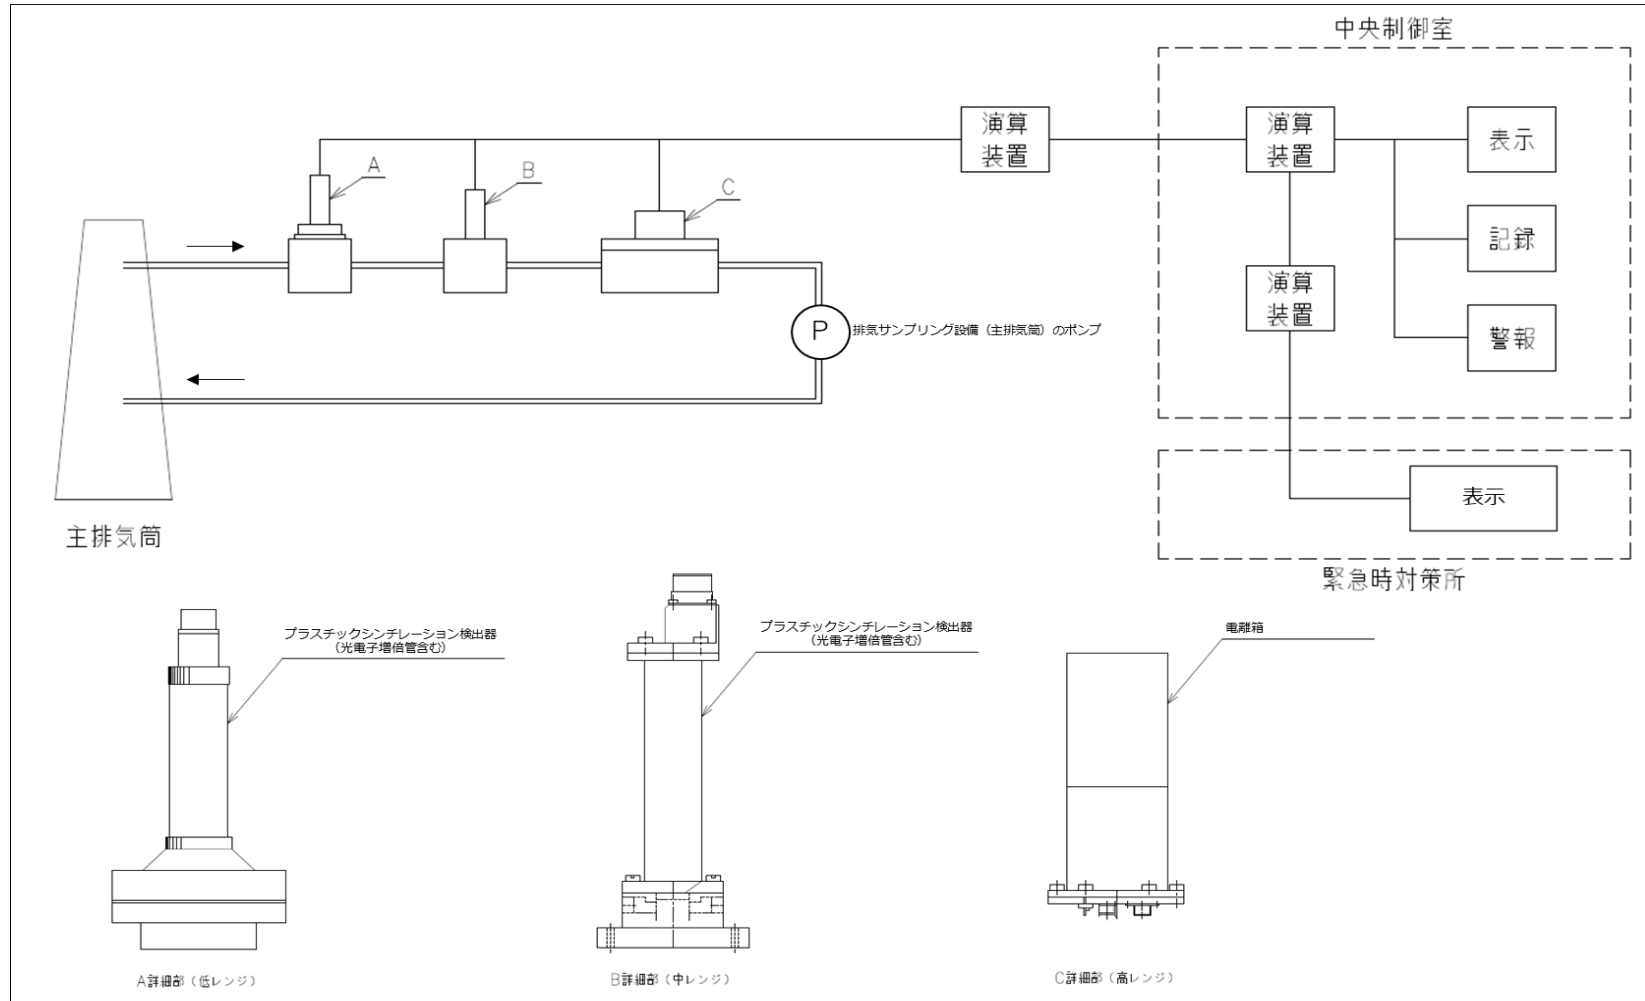 中央制御室
演算
装置
演算
装置
表示
A
B
C
記録
演算
装置
警報
P
排気サンプリング設備（主排気筒）のポンプ
表示
主排気筒
緊急時対策所
プラスチックシンチレーション検出器
（光電子増倍管含む）
プラスチックシンチレーション検出器
（光電子増倍管含む）
電離箱
A詳細部（低レンジ）
B詳細部（中レンジ）
C詳細部（高レンジ）